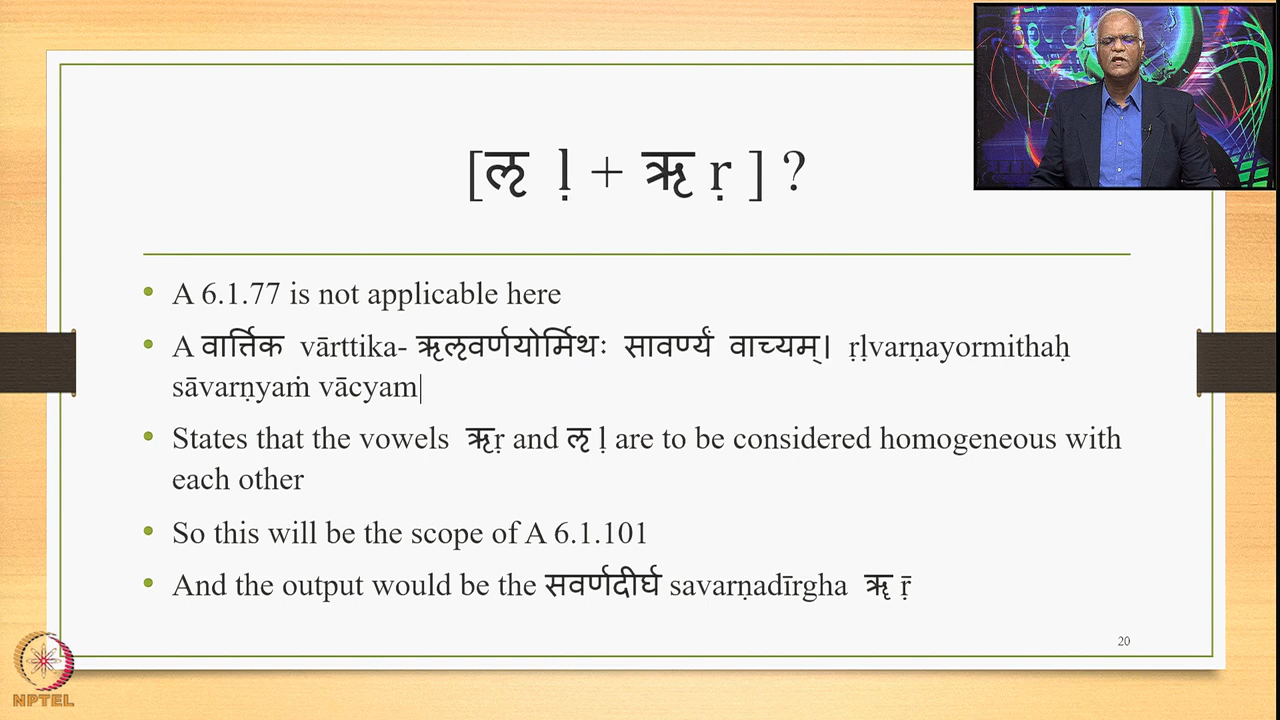 [ऌ ḷ + ऋ ṛ ] ?
• A 6.1.77 is not applicable here
• A वार्त्तिक vārttika- ऋऌवर्णयोर्मिथः सावर्ण्यं वाच्यम्। ṛḷvarṇayormithaḥ
sāvarṇyaṁ vācyam|
• States that the vowels ऋṛ and ऌ ḷ are to be considered homogeneous with
each other
• So this will be the scope of A 6.1.101
• And the output would be the सवर्णदीर्घ savarṇadīrgha ॠ ṝ
20
NPTEL